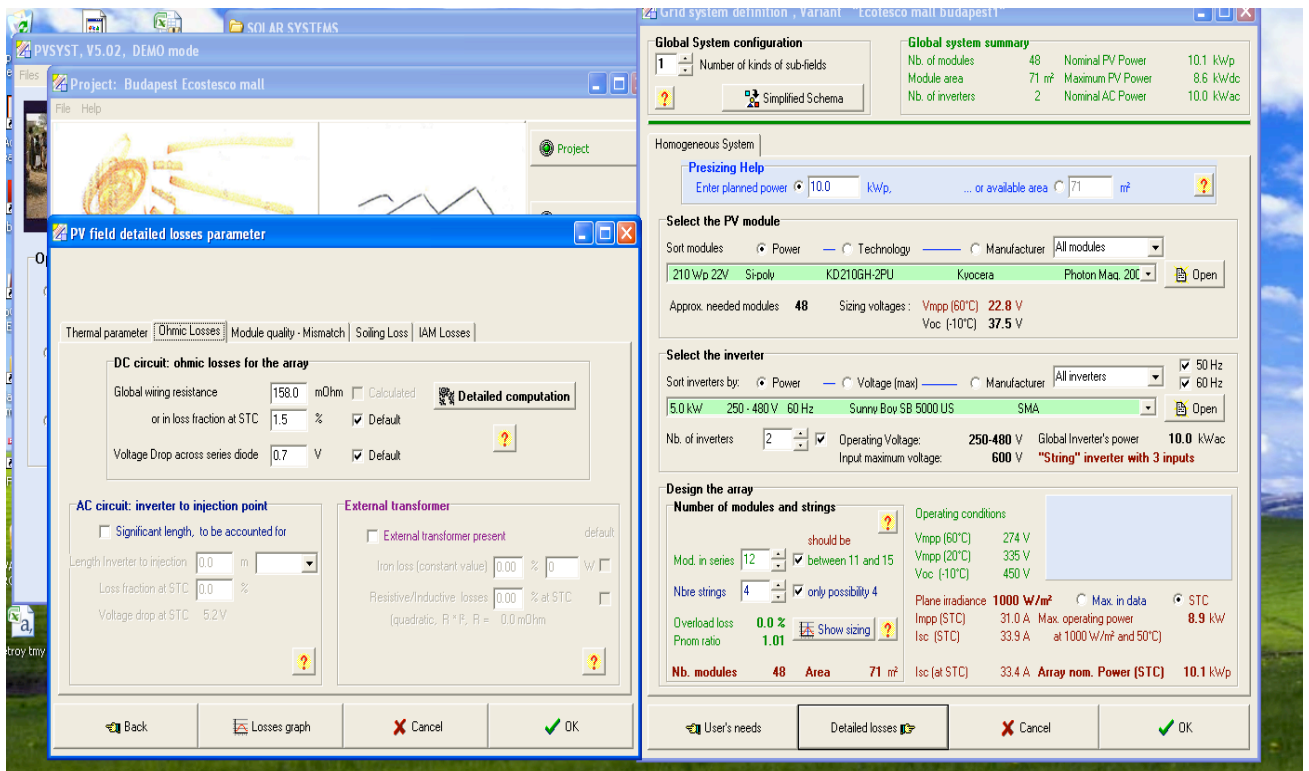 SOLAR SYSTEMS
PVSYST, V5.02, DEMO mode
Files
Project: Budapest Ecostesco mall
File Help
Project
PV field detailed losses parameter
Thermal parameter Ohmic Losses Module quality - Mismatch Soiling Loss IAM Losses
DC circuit: ohmic losses for the array
Global wiring resistance 158.0 mOhm Calculated Detailed computation
or in loss fraction at STC 1.5 % Default
?
Voltage Drop across series diode 0.7 V Default
AC circuit: inverter to injection point
Significant length, to be accounted for
Length Inverter to injection 0.0 m
Loss fraction at STC 0.0 %
Voltage drop at STC 5.2 V
?
External transformer
External transformer present default
Iron loss (constant value) 0.00 % 0 W
Resistive/Inductive losses 0.00 % at STC
(quadratic, R * I², R = 0.0 mOhm
?
Back Losses graph Cancel OK
etroy tmy
Grid system definition , Variant "Ecotesco mall budapest1"
Global System configuration
1 Number of kinds of sub-fields
? Simplified Schema
Global system summary
Nb. of modules 48 Nominal PV Power 10.1 kWp
Module area 71 m² Maximum PV Power 8.6 kWdc
Nb. of inverters 2 Nominal AC Power 10.0 kWac
Homogeneous System
Presizing Help
Enter planned power 10.0 kWp, ... or available area 71 m² ?
Select the PV module
Sort modules Power Technology Manufacturer All modules
210 Wp 22V Si-poly KD210GH-2PU Kyocera Photon Mag. 200 Open
Approx. needed modules 48 Sizing voltages : Vmpp (60°C) 22.8 V
Voc (-10°C) 37.5 V
Select the inverter
50 Hz
Sort inverters by: Power Voltage (max) Manufacturer All inverters 60 Hz
5.0 kW 250 - 480 V 60 Hz Sunny Boy SB 5000 US SMA Open
Nb. of inverters 2 Operating Voltage: 250-480 V Global Inverter's power 10.0 kWac
Input maximum voltage: 600 V "String" inverter with 3 inputs
Design the array
Number of modules and strings
?
should be
Mod. in series 12 between 11 and 15
Nbre strings 4 only possibility 4
Overload loss 0.0 %
Pnom ratio 1.01
Show sizing ?
Nb. modules 48 Area 71 m²
Operating conditions
Vmpp (60°C) 274 V
Vmpp (20°C) 335 V
Voc (-10°C) 450 V
Plane irradiance 1000 W/m² Max. in data STC
Impp (STC) 31.0 A Max. operating power 8.9 kW
Isc (STC) 33.9 A at 1000 W/m² and 50°C)
Isc (at STC) 33.4 A Array nom. Power (STC) 10.1 kWp
User's needs Detailed losses Cancel OK